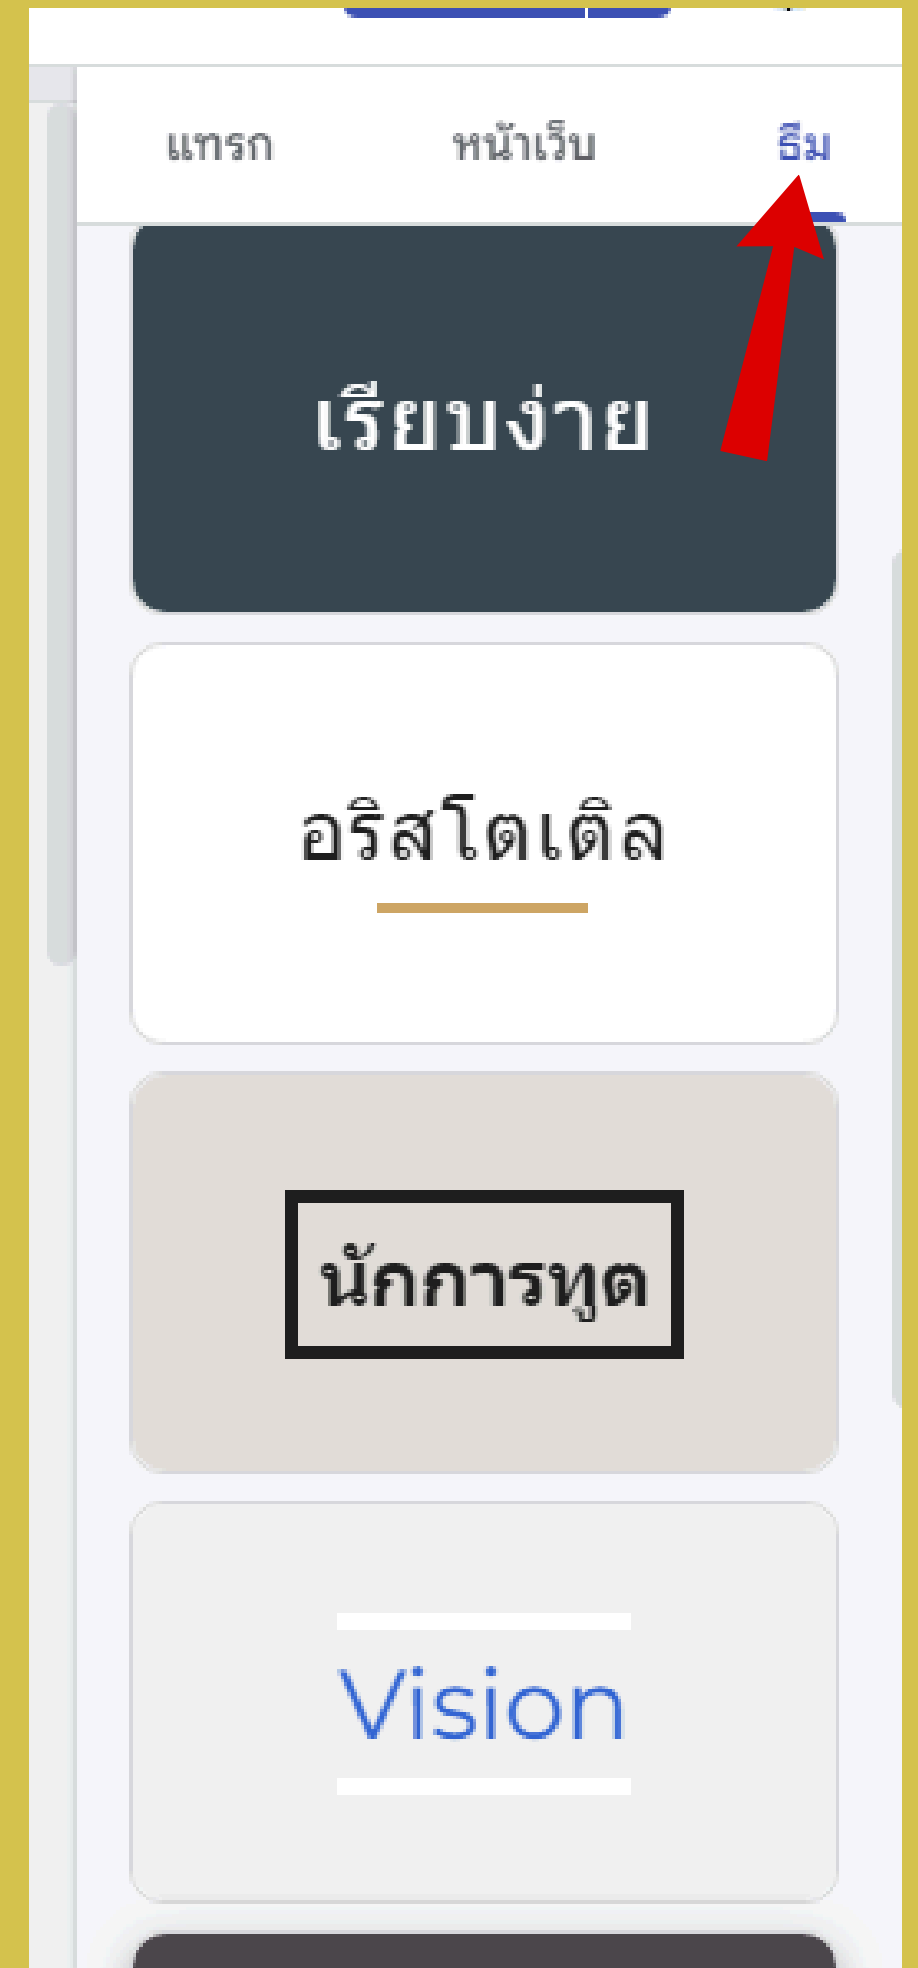 แทรก หน้าเว็บ ธีม
เรียบง่าย
อริสโตเติล
นักการทูต
Vision